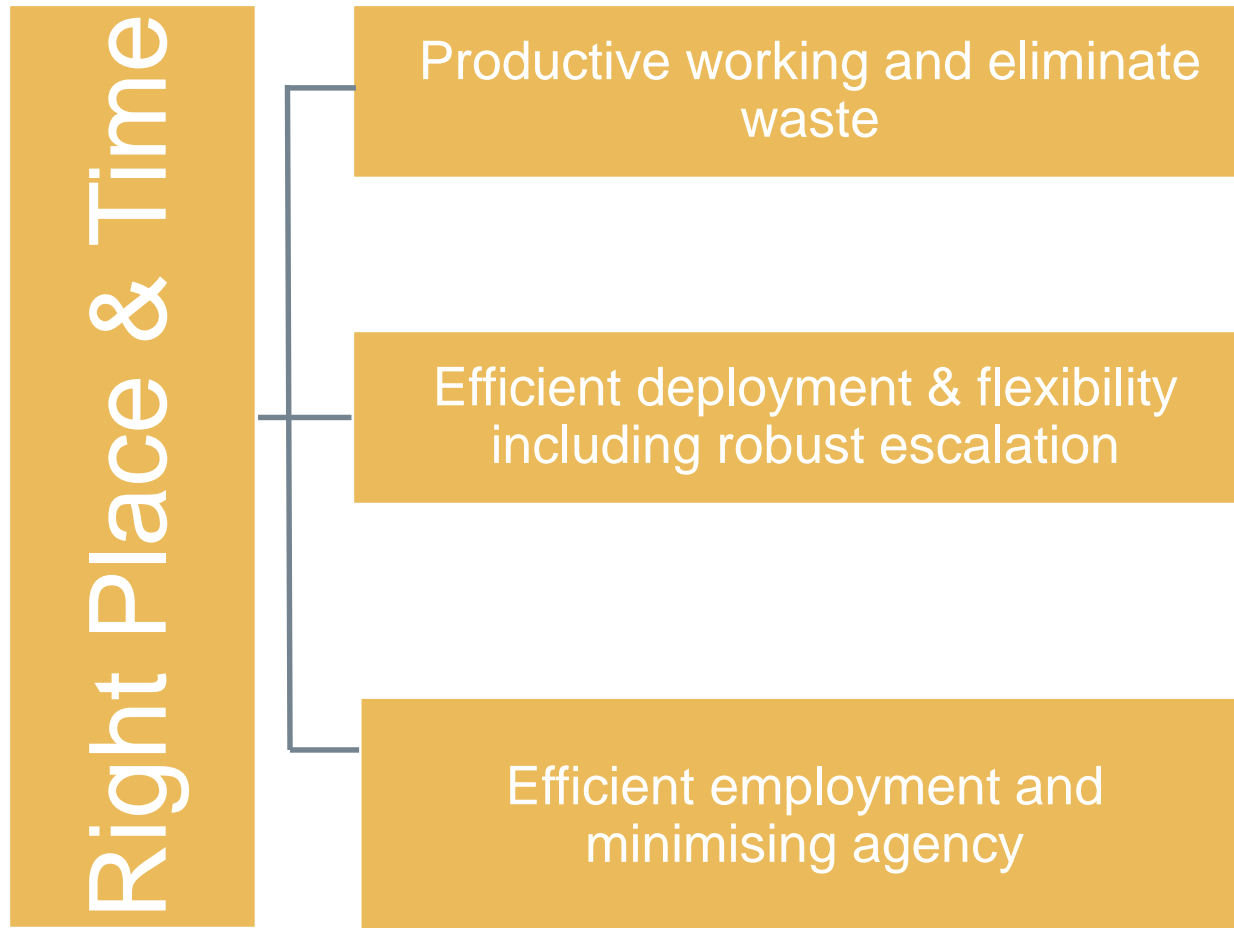 Right Place & Time
Productive working and eliminate
waste
Efficient deployment & flexibility
including robust escalation
Efficient employment and
minimising agency